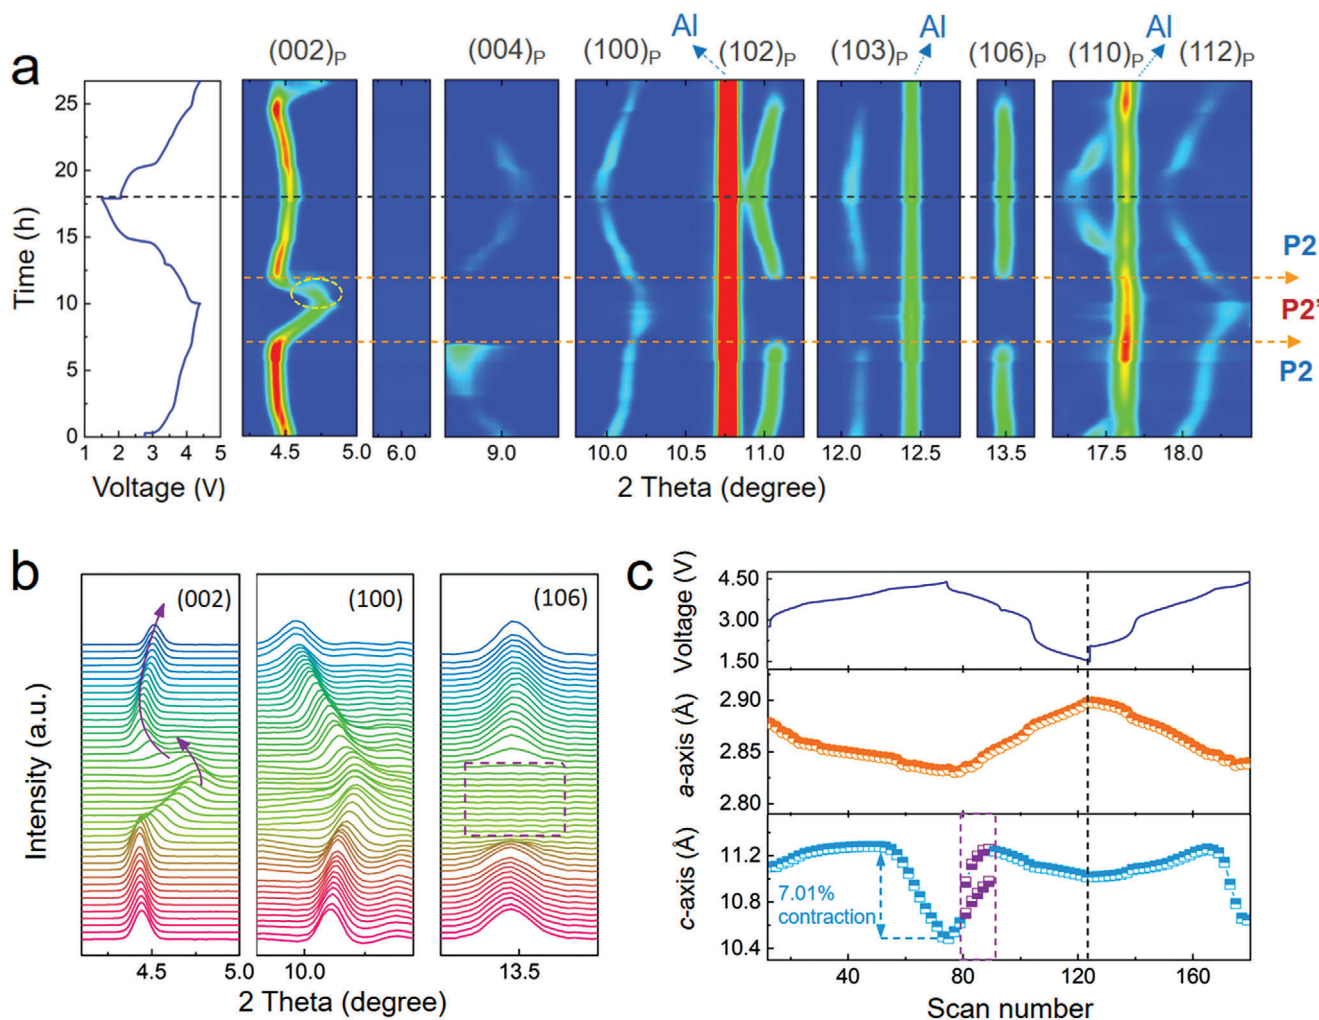 a
Al
Al
Al
(002)P
(004)P
(100)P
(102)P
(103)P
(106)P
(110)P
(112)P
25
20
15
10
5
0
Time (h)
P2
P2'
P2
1
2
3
4
5
4.5
5.0
6.0
9.0
10.0
10.5
11.0
12.0
12.5
13.5
17.5
18.0
Voltage (V)
2 Theta (degree)
b
(002)
(100)
(106)
Intensity (a.u.)
4.5
5.0
10.0
13.5
2 Theta (degree)
c
Voltage (V)
4.50
3.00
1.50
a-axis (Å)
2.90
2.85
2.80
c-axis (Å)
11.2
10.8
10.4
7.01%
contraction
40
80
120
160
Scan number